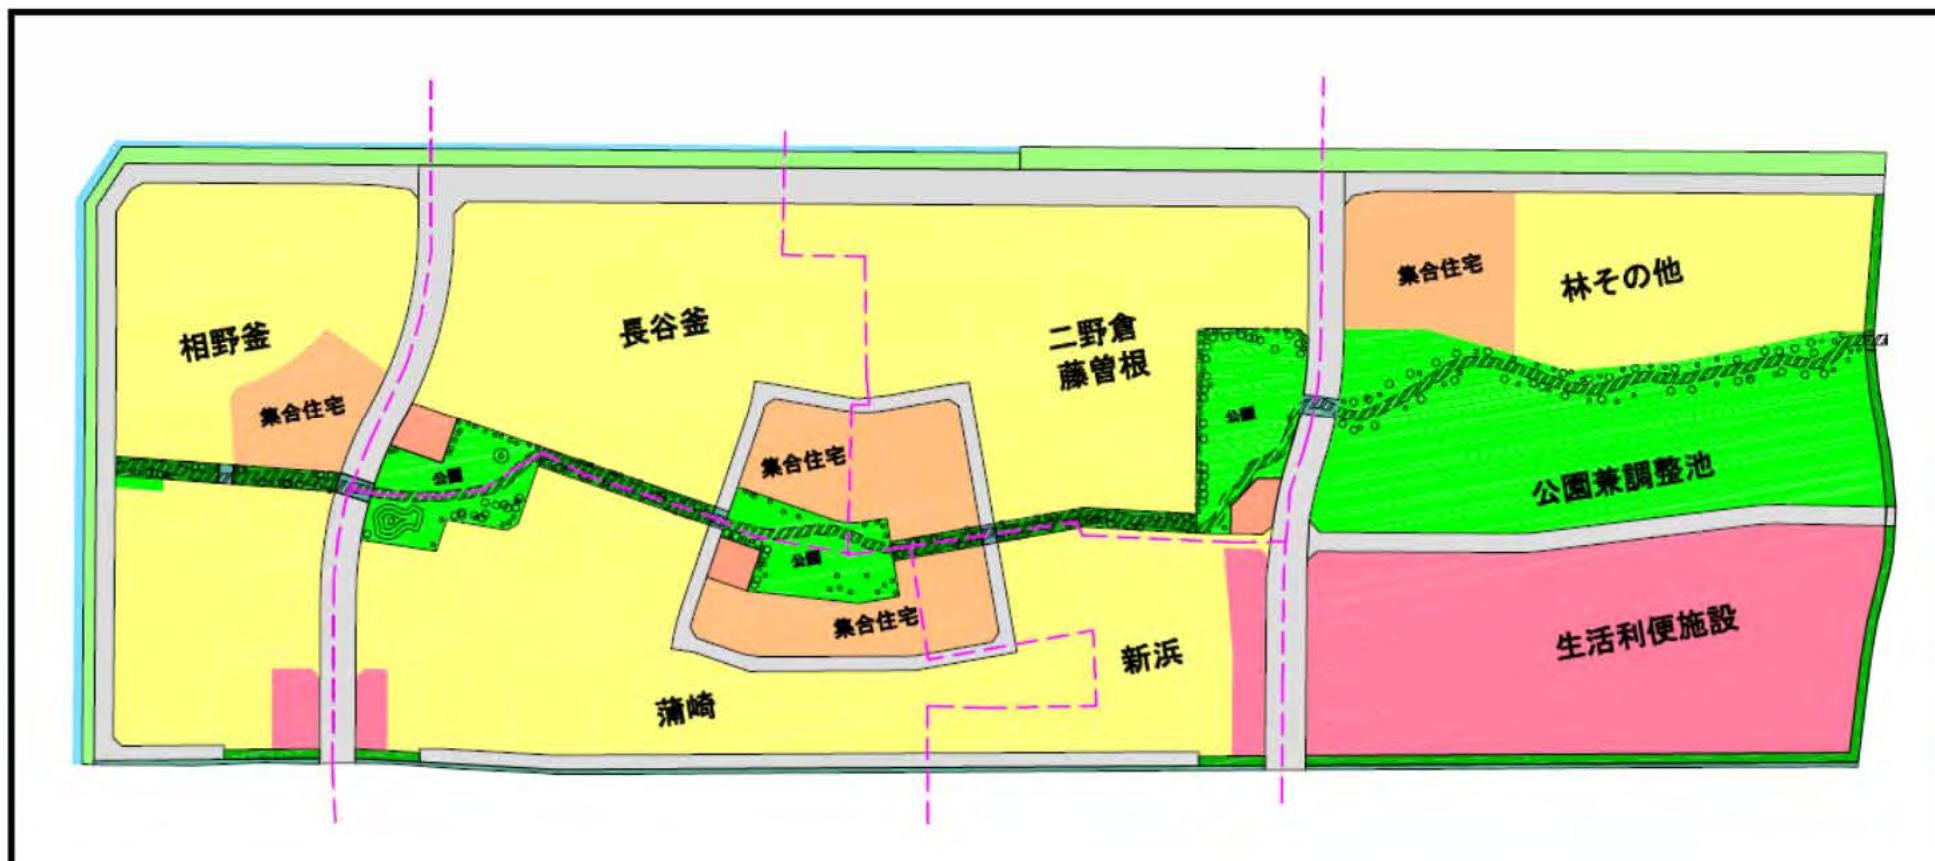 相野釜
集合住宅
長谷釜
二野倉
藤曽根
集合住宅
林その他
公園
公園
集合住宅
公園
集合住宅
公園兼調整池
蒲崎
新浜
生活利便施設